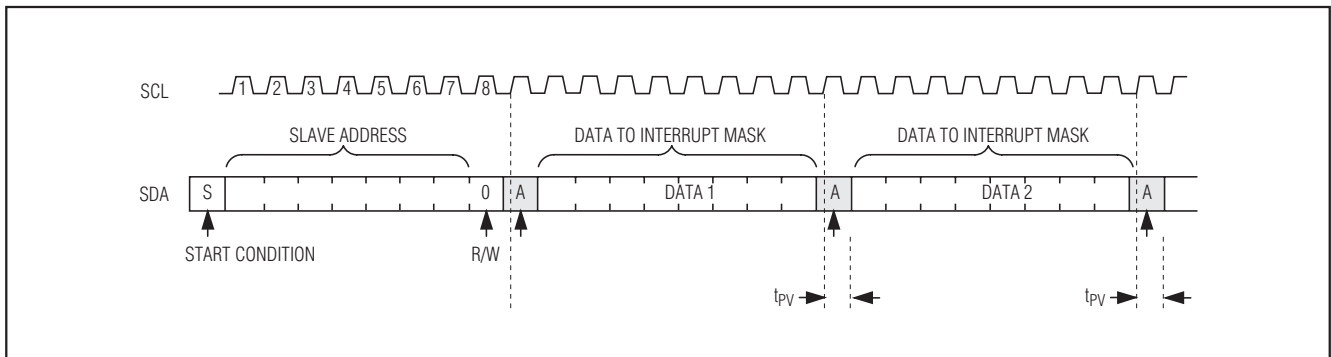 SCL 1 2 3 4 5 6 7 8
SLAVE ADDRESS DATA TO INTERRUPT MASK DATA TO INTERRUPT MASK
SDA S 0 A DATA 1 A DATA 2 A
START CONDITION R/W
tPV tPV